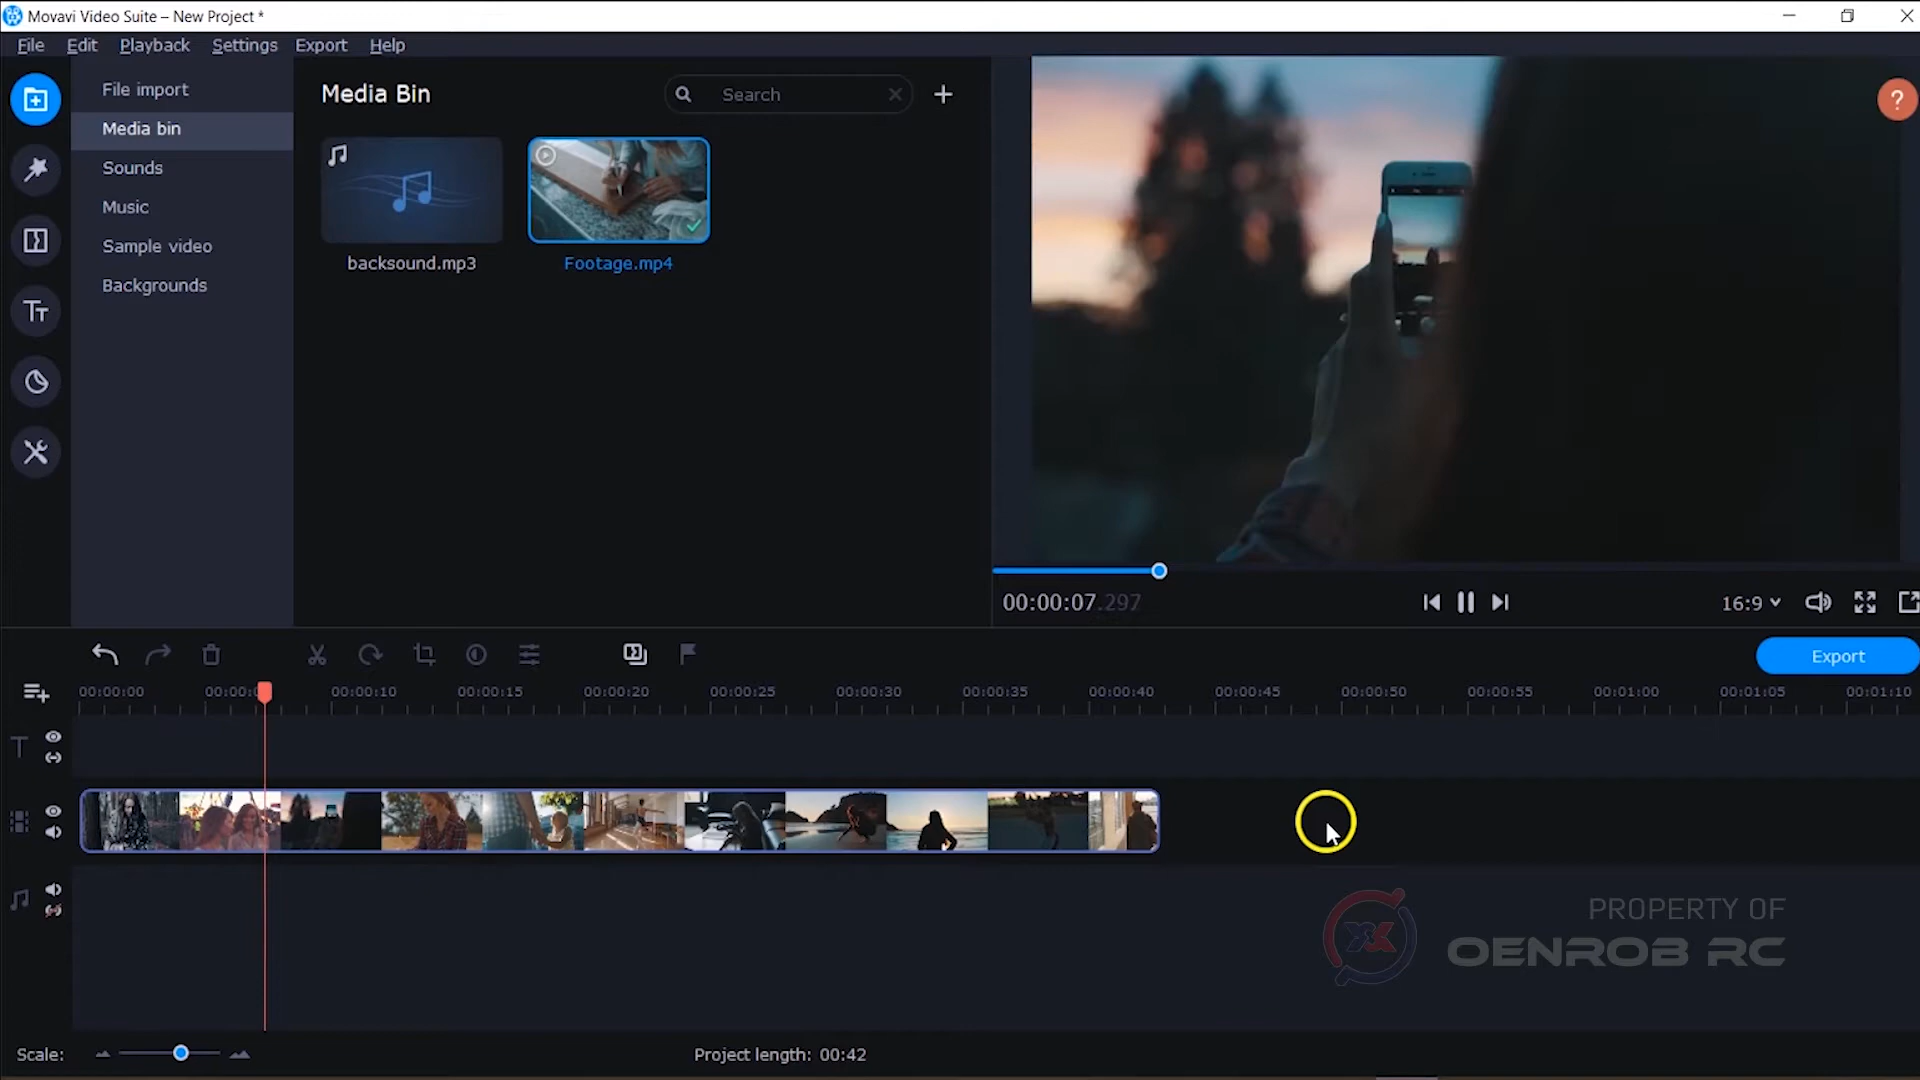 Movavi Video Suite – New Project *
File Edit Playback Settings Export Help
File import
Media bin
Sounds
Music
Sample video
Backgrounds
Media Bin
Search
backsound.mp3
Footage.mp4
?
00:00:07.297
16:9
Export
00:00:00 00:00:10 00:00:15 00:00:20 00:00:25 00:00:30 00:00:35 00:00:40 00:00:45 00:00:50 00:00:55 00:01:00 00:01:05 00:01:10
PROPERTY OF
OENROB RC
Scale:
Project length: 00:42